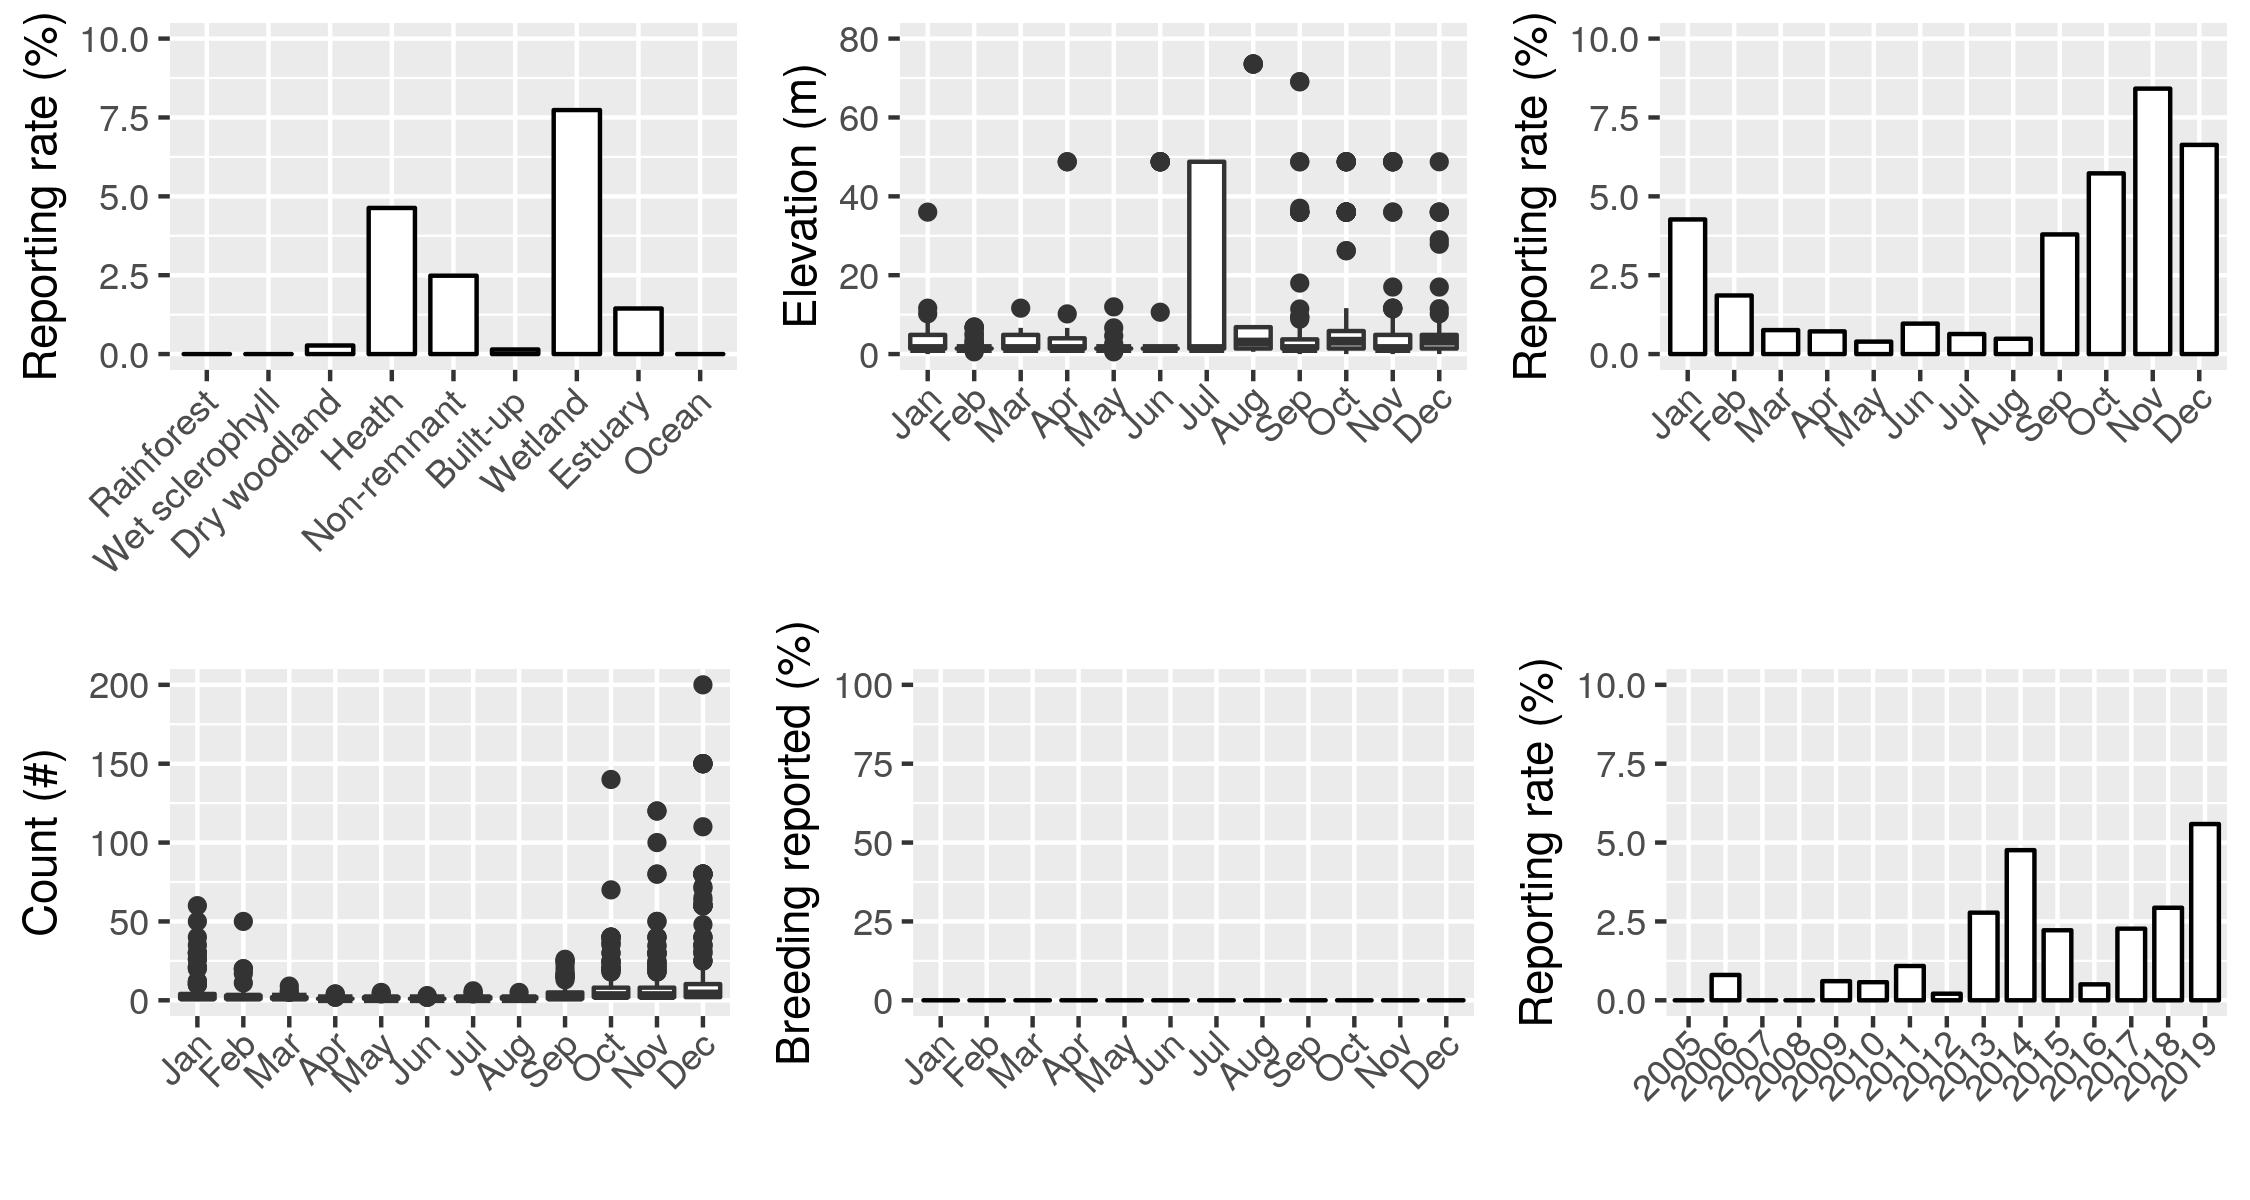 Reporting rate (%)
10.0
7.5
5.0
2.5
0.0
Rainforest
Wet sclerophyll
Dry woodland
Heath
Non-remnant
Built-up
Wetland
Estuary
Ocean
Elevation (m)
80
60
40
20
0
Jan
Feb
Mar
Apr
May
Jun
Jul
Aug
Sep
Oct
Nov
Dec
Reporting rate (%)
10.0
7.5
5.0
2.5
0.0
Jan
Feb
Mar
Apr
May
Jun
Jul
Aug
Sep
Oct
Nov
Dec
Count (#)
200
150
100
50
0
Jan
Feb
Mar
Apr
May
Jun
Jul
Aug
Sep
Oct
Nov
Dec
Breeding reported (%)
100
75
50
25
0
Jan
Feb
Mar
Apr
May
Jun
Jul
Aug
Sep
Oct
Nov
Dec
Reporting rate (%)
10.0
7.5
5.0
2.5
0.0
2005
2006
2007
2008
2009
2010
2011
2012
2013
2014
2015
2016
2017
2018
2019